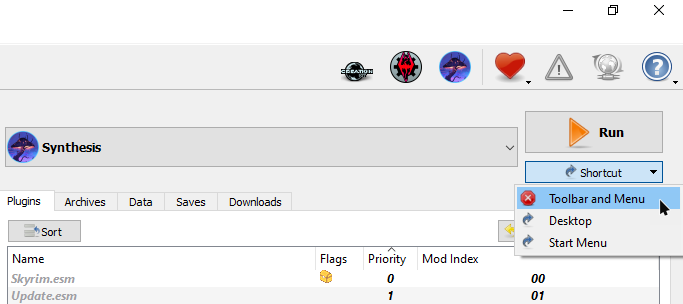 CREATION
Synthesis
Run
Shortcut
Toolbar and Menu
Desktop
Start Menu
Plugins Archives Data Saves Downloads
Sort
Name Flags Priority Mod Index
Skyrim.esm 0 00
Update.esm 1 01